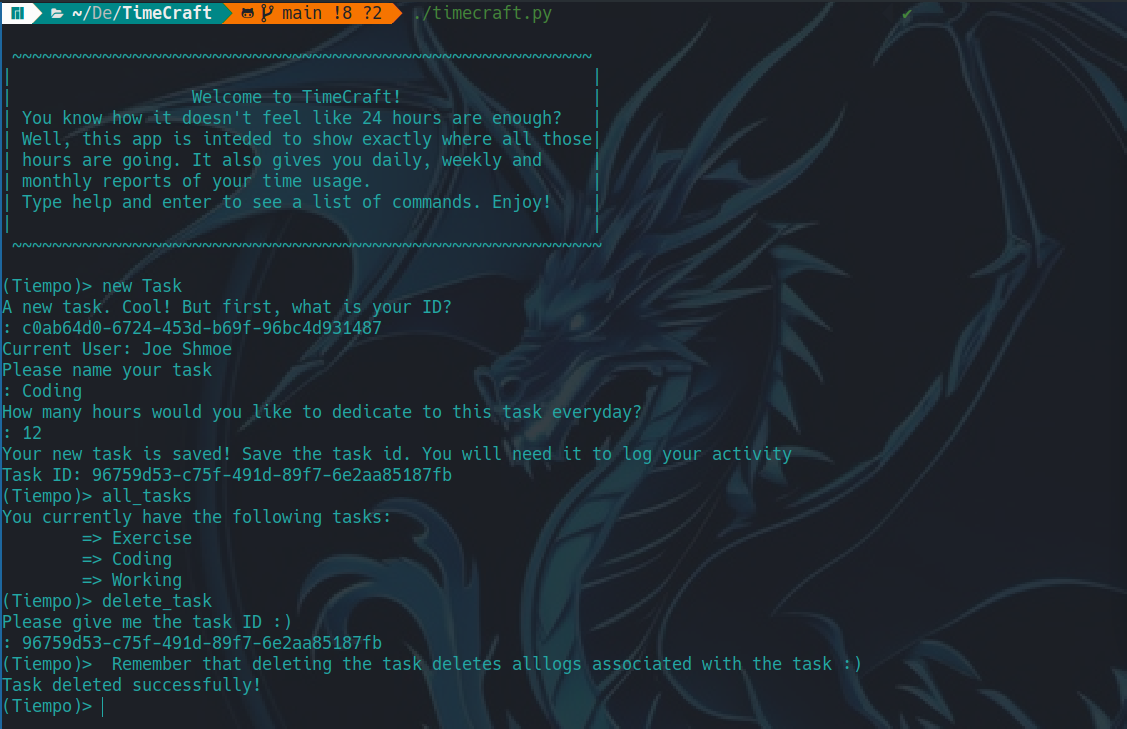 ~/De/TimeCraft main !8 ?2 ./timecraft.py ✔
~~~~~~~~~~~~~~~~~~~~~~~~~~~~~~~~~~~~~~~~~~~~~~~~~~~~~~~~~~
| |
| Welcome to TimeCraft! |
| You know how it doesn't feel like 24 hours are enough? |
| Well, this app is inteded to show exactly where all those|
| hours are going. It also gives you daily, weekly and |
| monthly reports of your time usage. |
| Type help and enter to see a list of commands. Enjoy! |
| |
~~~~~~~~~~~~~~~~~~~~~~~~~~~~~~~~~~~~~~~~~~~~~~~~~~~~~~~~~~~
(Tiempo)> new Task
A new task. Cool! But first, what is your ID?
: c0ab64d0-6724-453d-b69f-96bc4d931487
Current User: Joe Shmoe
Please name your task
: Coding
How many hours would you like to dedicate to this task everyday?
: 12
Your new task is saved! Save the task id. You will need it to log your activity
Task ID: 96759d53-c75f-491d-89f7-6e2aa85187fb
(Tiempo)> all_tasks
You currently have the following tasks:
=> Exercise
=> Coding
=> Working
(Tiempo)> delete_task
Please give me the task ID :)
: 96759d53-c75f-491d-89f7-6e2aa85187fb
(Tiempo)>  Remember that deleting the task deletes alllogs associated with the task :)
Task deleted successfully!
(Tiempo)>